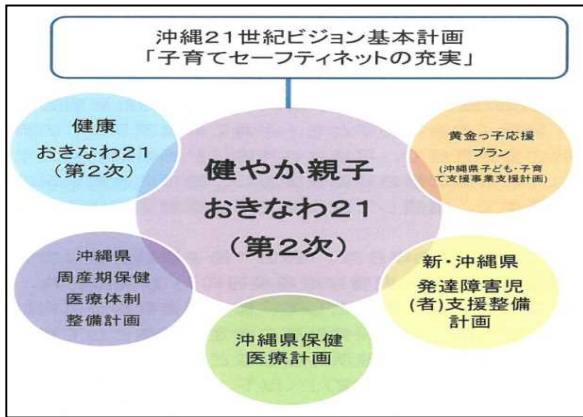 沖縄21世紀ビジョン基本計画
「子育てセーフティネットの充実」
健康
おきなわ21
（第2次）
黄金っ子応援
プラン
(沖縄県子ども・子育
て支援事業支援計画)
健やか親子
おきなわ21
（第2次）
沖縄県
周産期保健
医療体制
整備計画
新・沖縄県
発達障害児
(者)支援整備
計画
沖縄県保健
医療計画